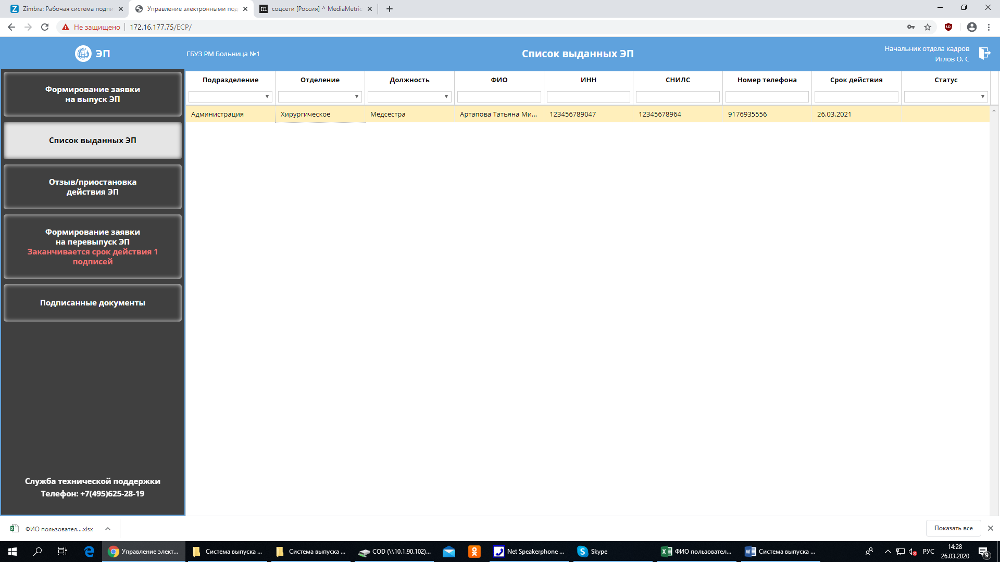 Zimbra: Рабочая система подпи
Управление электронными под
соцсети [Россия] ^ MediaMetric
Не защищено
172.16.177.75/ECP/
ЭП
ГБУЗ РМ Больница №1
Список выданных ЭП
Начальник отдела кадров
Иглов О. С
Формирование заявки
на выпуск ЭП
Список выданных ЭП
Отзыв/приостановка
действия ЭП
Формирование заявки
на перевыпуск ЭП
Заканчивается срок действия 1
подписей
Подписанные документы
Служба технической поддержки
Телефон: +7(495)625-28-19
Подразделение Отделение Должность ФИО ИНН СНИЛС Номер телефона Срок действия Статус
Администрация Хирургическое Медсестра Артапова Татьяна Ми... 123456789047 12345678964 9176935556 26.03.2021
ФИО пользовател....xlsx
Показать все
Управление элект...
Система выпуска ...
Система выпуска ...
COD (\\10.1.90.102)...
Net Speakerphone ...
Skype
ФИО пользовател...
Система выпуска ...
РУС
14:28
26.03.2020
9